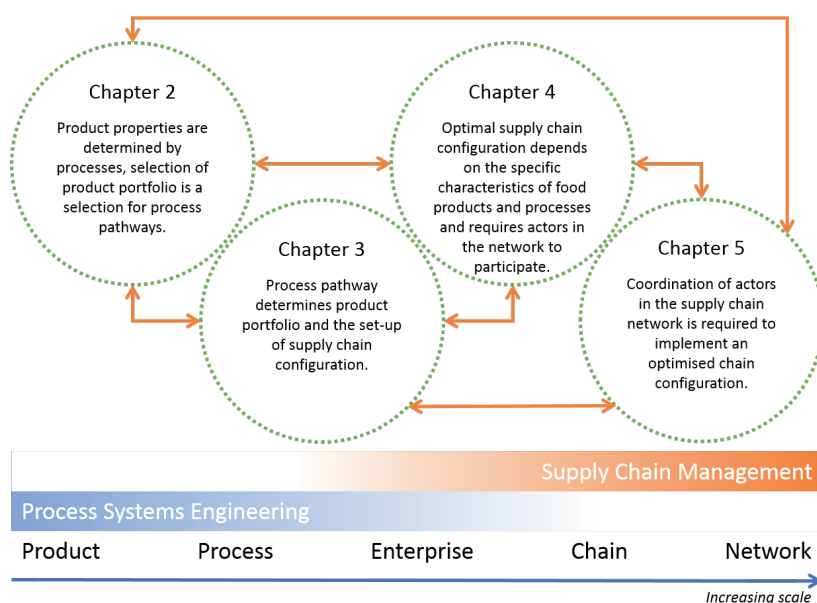 Chapter 2
Product properties are
determined by
processes, selection of
product portfolio is a
selection for process
pathways.
Chapter 3
Process pathway
determines product
portfolio and the set-up
of supply chain
configuration.
Chapter 4
Optimal supply chain
configuration depends
on the specific
characteristics of food
products and processes
and requires actors in
the network to
participate.
Chapter 5
Coordination of actors
in the supply chain
network is required to
implement an
optimised chain
configuration.
Supply Chain Management
Process Systems Engineering
Product Process Enterprise Chain Network
Increasing scale